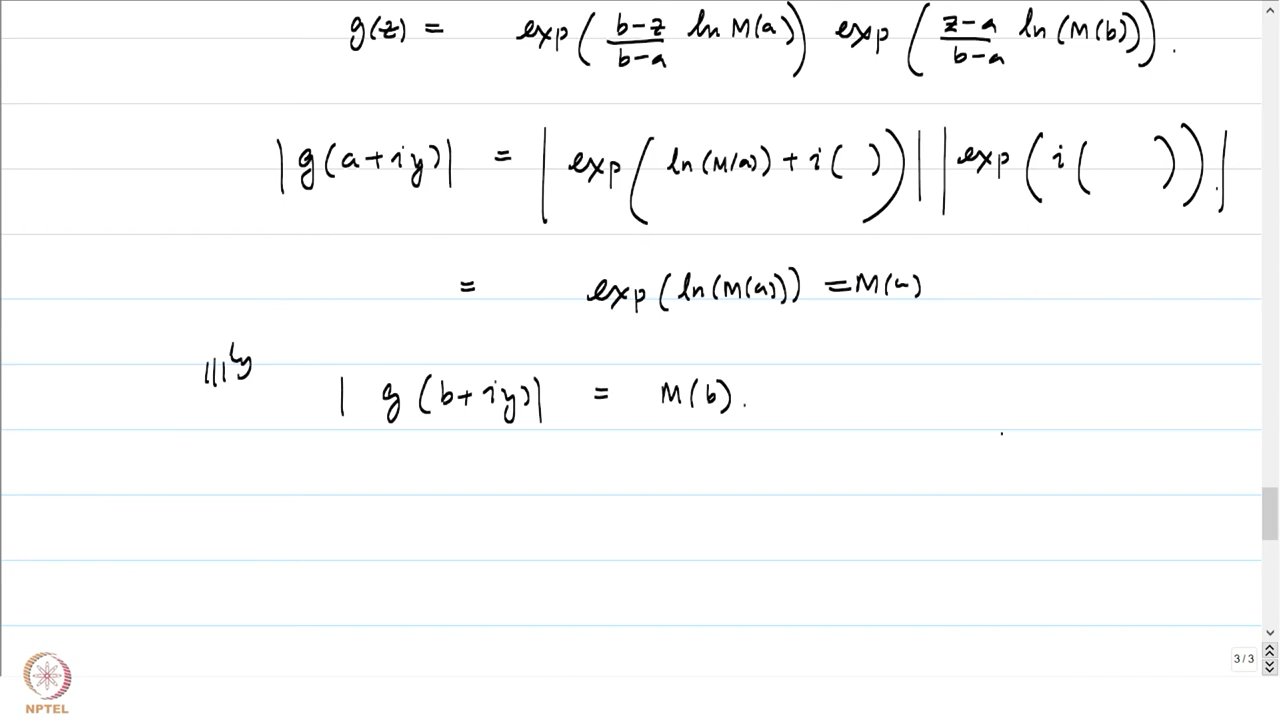 g(z) = exp( b-z / b-a ln M(a) ) exp( z-a / b-a ln (M(b)) ).
|g(a+iy)| = | exp( ln(M(a)) + i( ) ) | | exp( i( ) ) |.
= exp(ln(M(a))) = M(a)
|||ly
|g(b+iy)| = M(b).
3/3
NPTEL